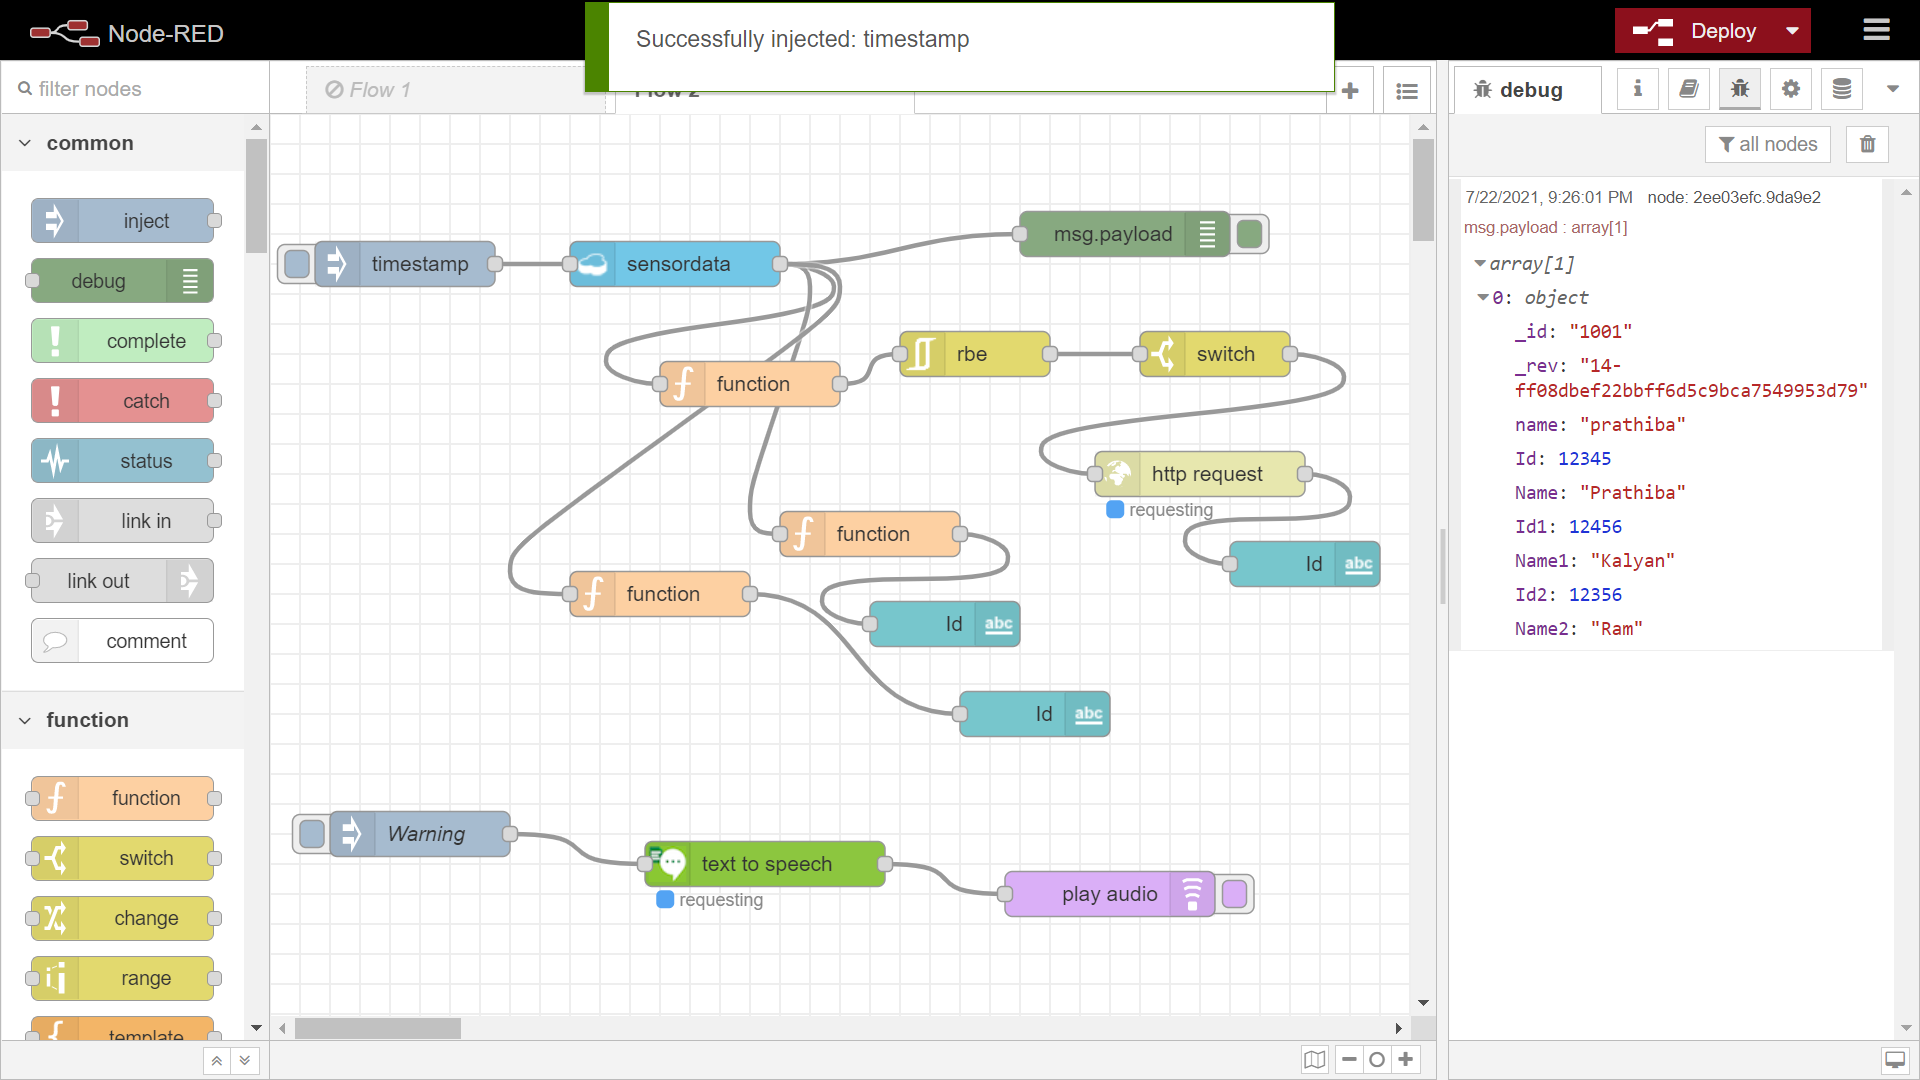 Node-RED
Successfully injected: timestamp
Deploy
filter nodes
Flow 1
Flow 2
debug
i
all nodes
common
inject
debug
complete
catch
status
link in
link out
comment
function
function
switch
change
range
template
timestamp
sensordata
msg.payload
function
rbe
switch
http request
requesting
function
Id
abc
function
Id
abc
Id
abc
Warning
text to speech
requesting
play audio
7/22/2021, 9:26:01 PM node: 2ee03efc.9da9e2
msg.payload : array[1]
array[1]
0: object
_id: "1001"
_rev: "14-
ff08dbef22bbff6d5c9bca7549953d79"
name: "prathiba"
Id: 12345
Name: "Prathiba"
Id1: 12456
Name1: "Kalyan"
Id2: 12356
Name2: "Ram"